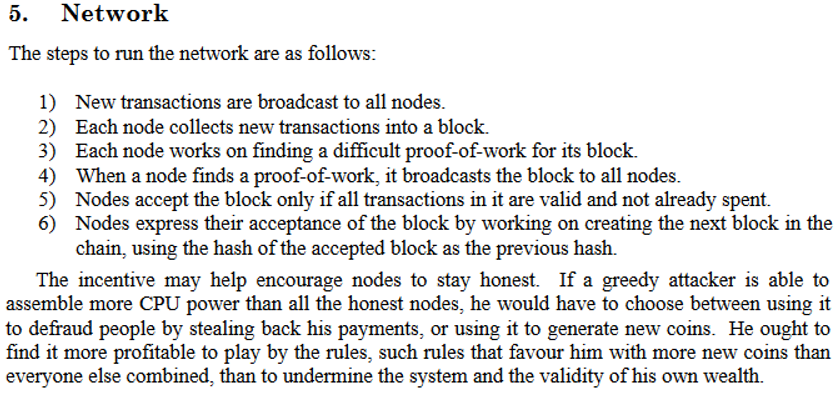 5. Network
The steps to run the network are as follows:
1) New transactions are broadcast to all nodes.
2) Each node collects new transactions into a block.
3) Each node works on finding a difficult proof-of-work for its block.
4) When a node finds a proof-of-work, it broadcasts the block to all nodes.
5) Nodes accept the block only if all transactions in it are valid and not already spent.
6) Nodes express their acceptance of the block by working on creating the next block in the
chain, using the hash of the accepted block as the previous hash.
The incentive may help encourage nodes to stay honest. If a greedy attacker is able to
assemble more CPU power than all the honest nodes, he would have to choose between using it
to defraud people by stealing back his payments, or using it to generate new coins. He ought to
find it more profitable to play by the rules, such rules that favour him with more new coins than
everyone else combined, than to undermine the system and the validity of his own wealth.